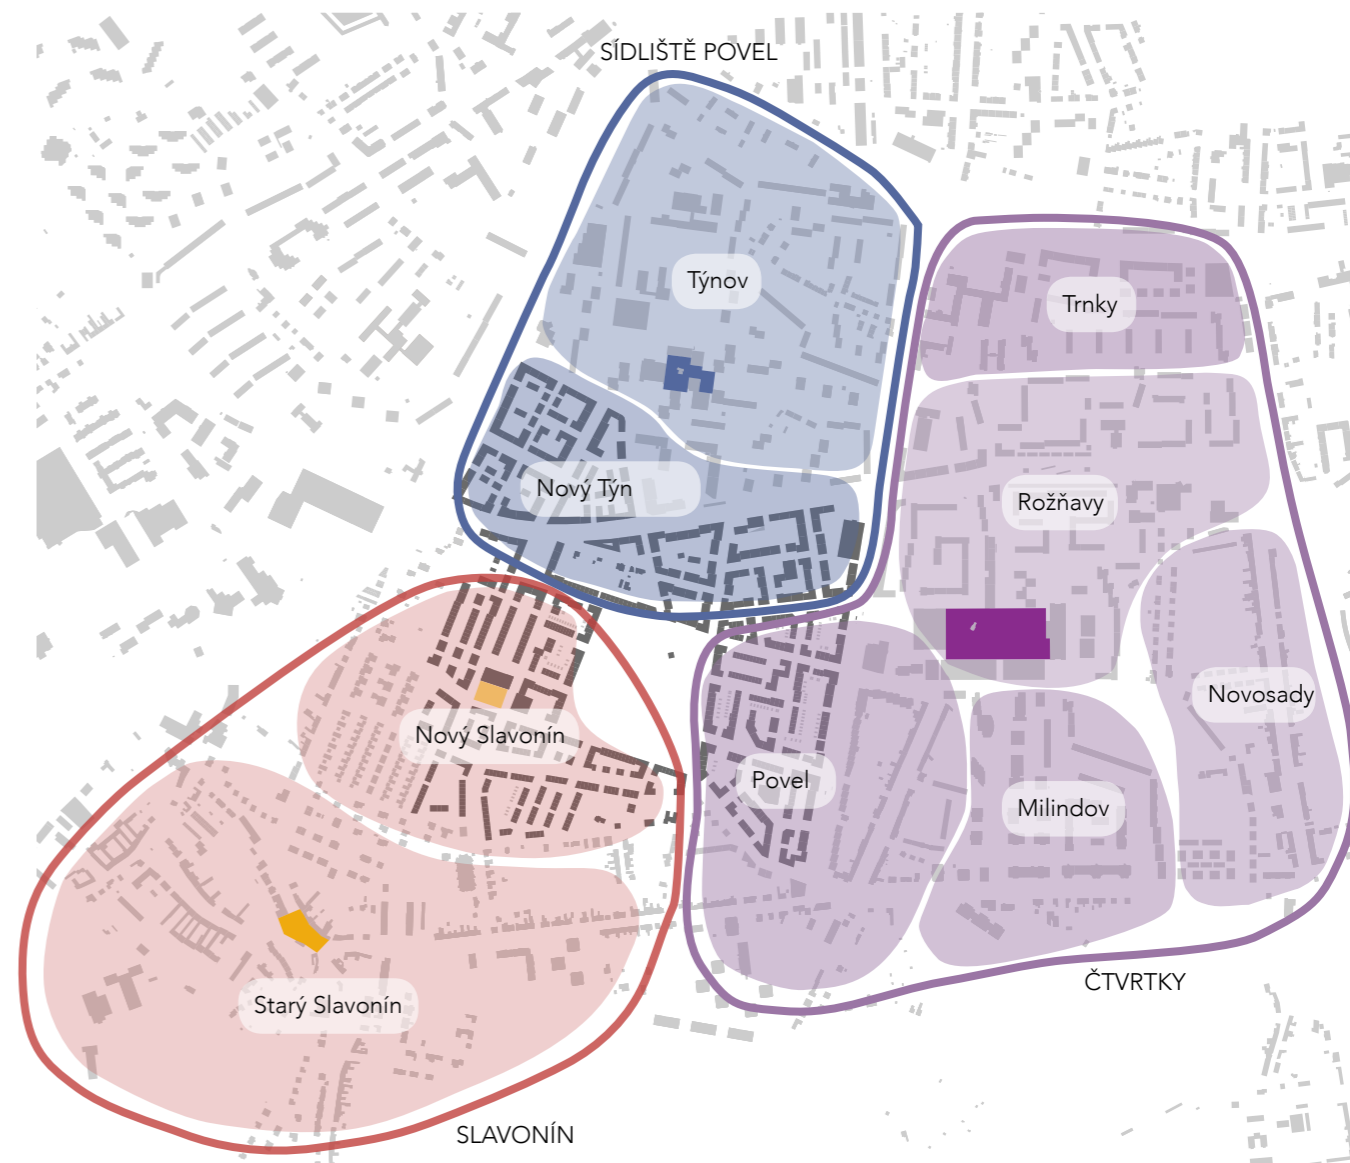 SÍDLIŠTĚ POVEL
Týnov
Trnky
Nový Týn
Rožňavy
Novosady
Nový Slavonín
Povel
Milindov
ČTVRTKY
Starý Slavonín
SLAVONÍN